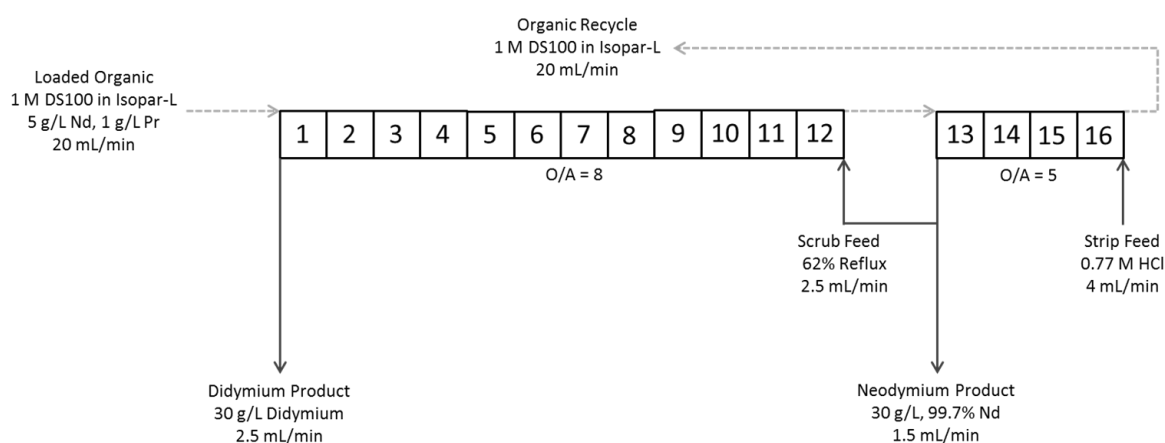 Organic Recycle
1 M DS100 in Isopar-L
20 mL/min
Loaded Organic
1 M DS100 in Isopar-L
5 g/L Nd, 1 g/L Pr
20 mL/min
1 2 3 4 5 6 7 8 9 10 11 12
13 14 15 16
O/A = 8
O/A = 5
Scrub Feed
62% Reflux
2.5 mL/min
Strip Feed
0.77 M HCl
4 mL/min
Didymium Product
30 g/L Didymium
2.5 mL/min
Neodymium Product
30 g/L, 99.7% Nd
1.5 mL/min